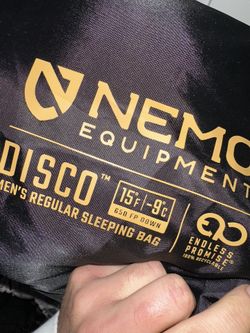 NEMO
EQUIPMENT
DISCO™
15°F -9°C
650 FP DOWN
MEN'S REGULAR SLEEPING BAG
ENDLESS
PROMISE®
100% RECYCLABLE